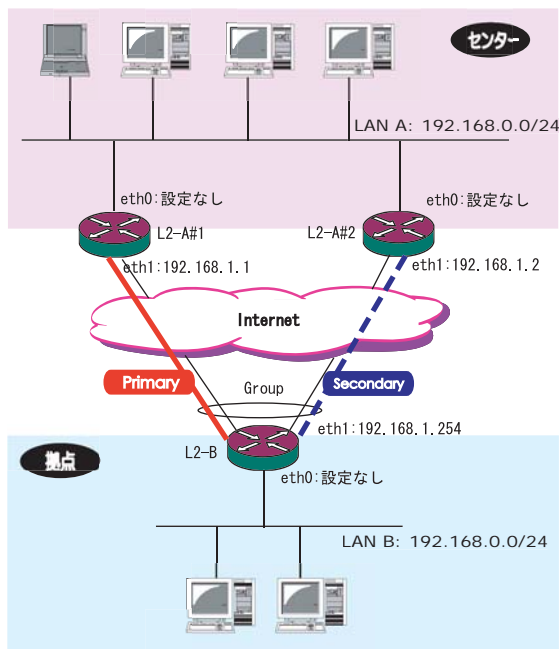 センター
LAN A: 192.168.0.0/24
eth0:設定なし
eth0:設定なし
L2-A#1
L2-A#2
eth1:192.168.1.1
eth1:192.168.1.2
Internet
Primary
Group
Secondary
eth1:192.168.1.254
拠点
L2-B
eth0:設定なし
LAN B: 192.168.0.0/24